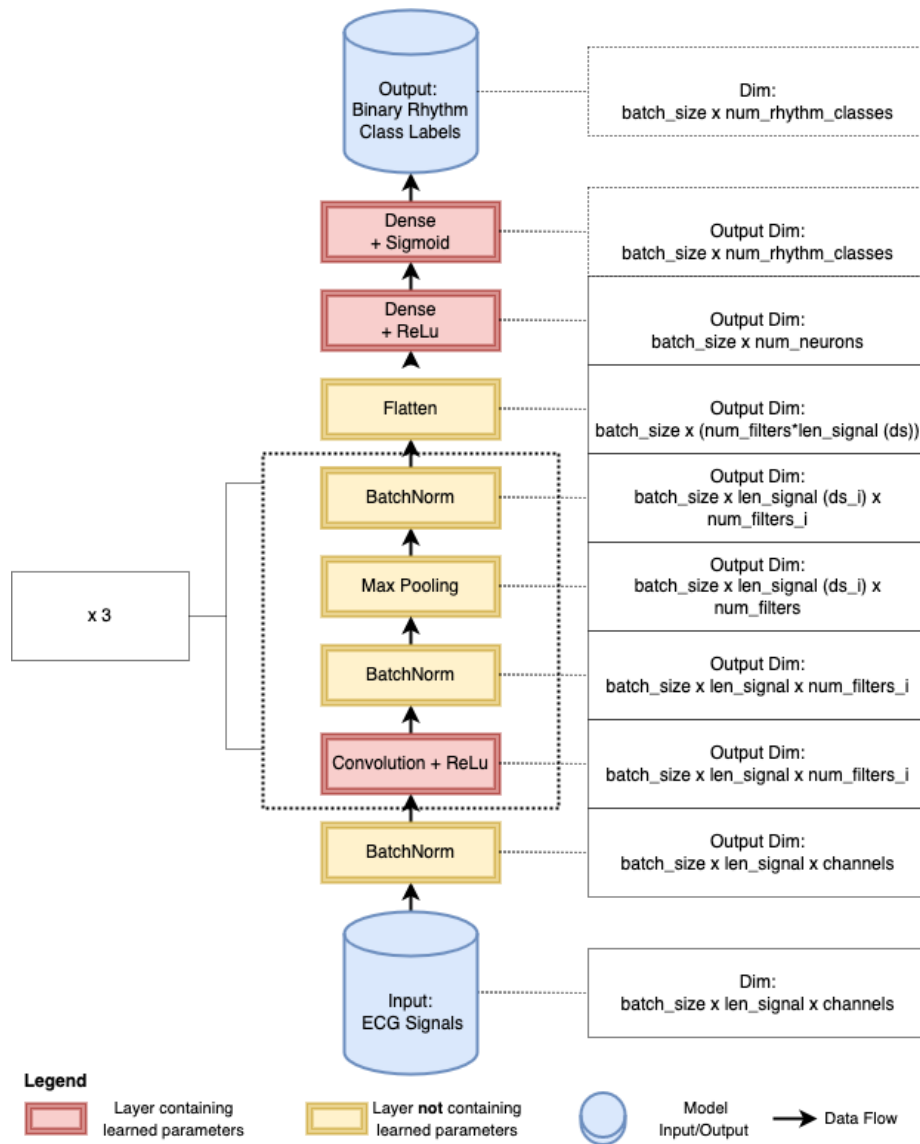 Output:
Binary Rhythm
Class Labels
Dim:
batch_size x num_rhythm_classes
Dense
+ Sigmoid
Output Dim:
batch_size x num_rhythm_classes
Dense
+ ReLu
Output Dim:
batch_size x num_neurons
Flatten
Output Dim:
batch_size x (num_filters*len_signal (ds))
BatchNorm
Output Dim:
batch_size x len_signal (ds_i) x
num_filters_i
Max Pooling
Output Dim:
batch_size x len_signal (ds_i) x
num_filters
x 3
BatchNorm
Output Dim:
batch_size x len_signal x num_filters_i
Convolution + ReLu
Output Dim:
batch_size x len_signal x num_filters_i
BatchNorm
Output Dim:
batch_size x len_signal x channels
Input:
ECG Signals
Dim:
batch_size x len_signal x channels
Legend
Layer containing
learned parameters
Layer not containing
learned parameters
Model
Input/Output
Data Flow